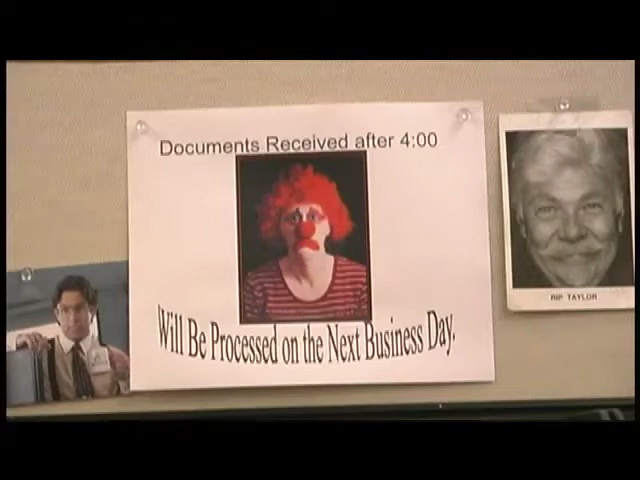 Documents Received after 4:00
Will Be Processed on the Next Business Day.
RIP TAYLOR